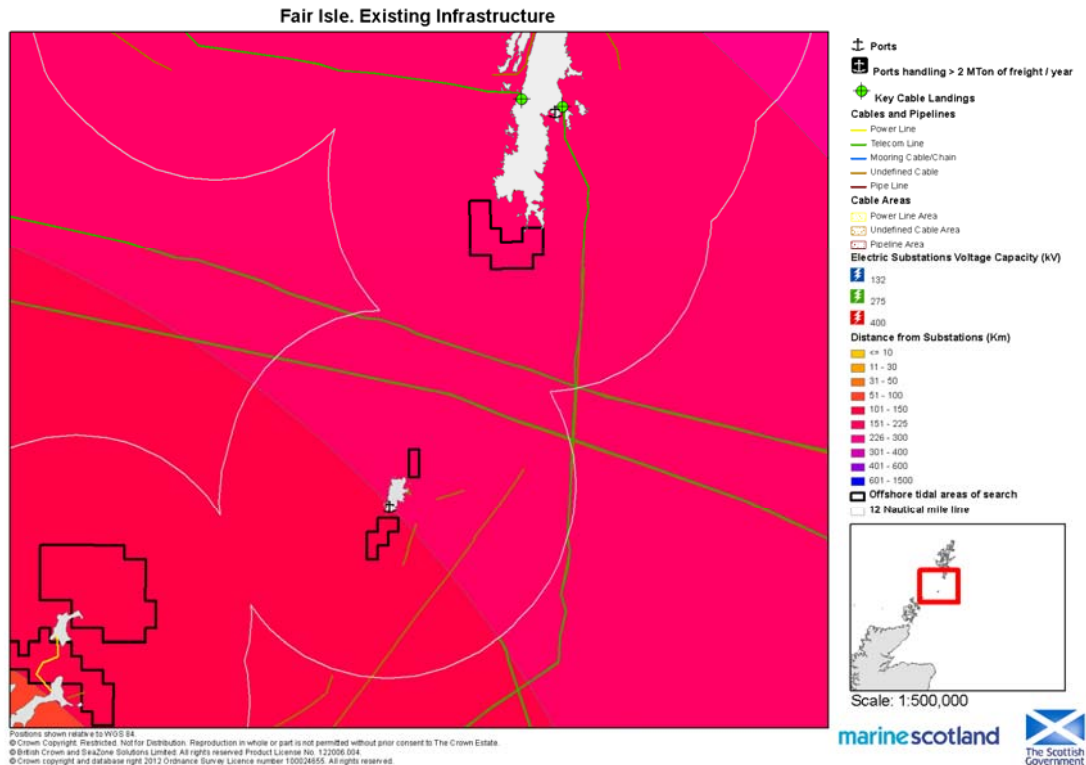 Fair Isle. Existing Infrastructure
Ports
Ports handling > 2 MTon of freight / year
Key Cable Landings
Cables and Pipelines
Power Line
Telecom Line
Mooring Cable/Chain
Undefined Cable
Pipe Line
Cable Areas
Power Line Area
Undefined Cable Area
Pipeline Area
Electric Substations Voltage Capacity (kV)
132
275
400
Distance from Substations (Km)
<= 10
11 - 30
31 - 50
51 - 100
101 - 150
151 - 225
226 - 300
301 - 400
401 - 600
601 - 1500
Offshore tidal areas of search
12 Nautical mile line
Scale: 1:500,000
marinescotland
The Scottish
Government
Positions shown relative to WGS 84.
© Crown Copyright. Restricted. Not for Distribution. Reproduction in whole or part is not permitted without prior consent to The Crown Estate.
© British Crown and SeaZone Solutions Limited. All rights reserved Product License No. 122006.004.
© Crown copyright and database right 2012 Ordnance Survey Licence number 100024655. All rights reserved.